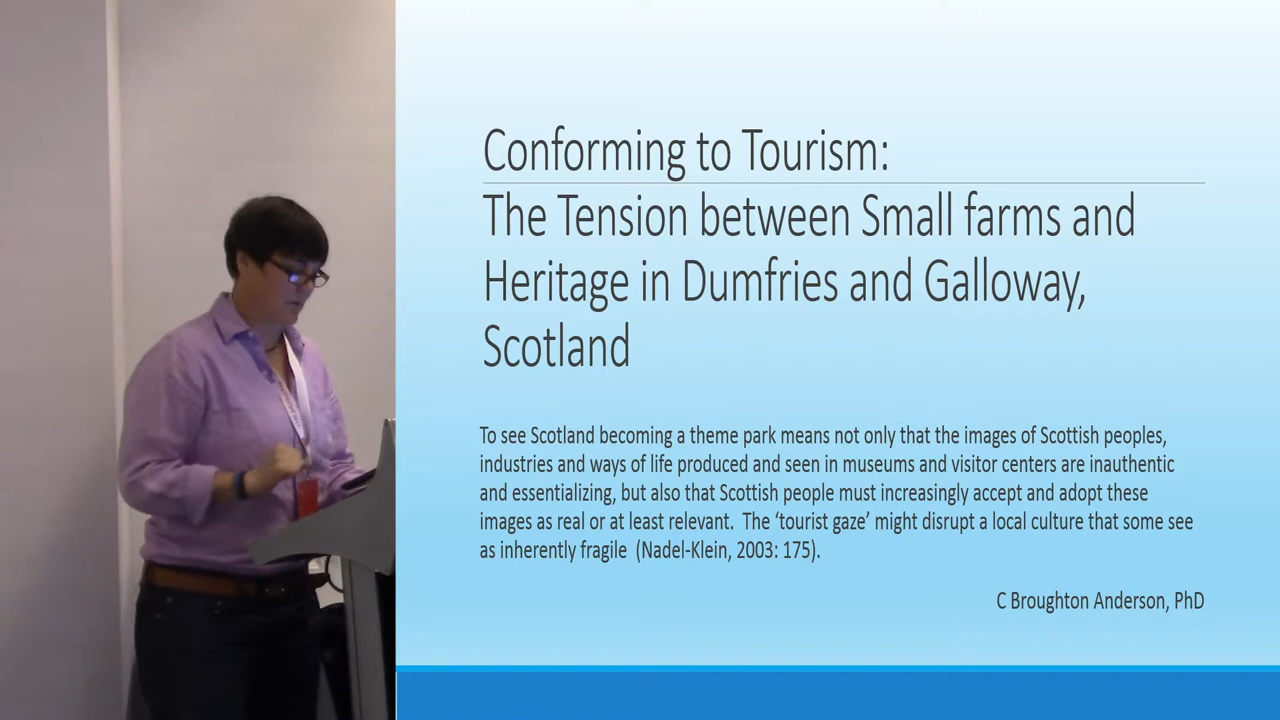 Conforming to Tourism:
The Tension between Small farms and
Heritage in Dumfries and Galloway,
Scotland
To see Scotland becoming a theme park means not only that the images of Scottish peoples,
industries and ways of life produced and seen in museums and visitor centers are inauthentic
and essentializing, but also that Scottish people must increasingly accept and adopt these
images as real or at least relevant.  The ‘tourist gaze’ might disrupt a local culture that some see
as inherently fragile  (Nadel-Klein, 2003: 175).
C Broughton Anderson, PhD